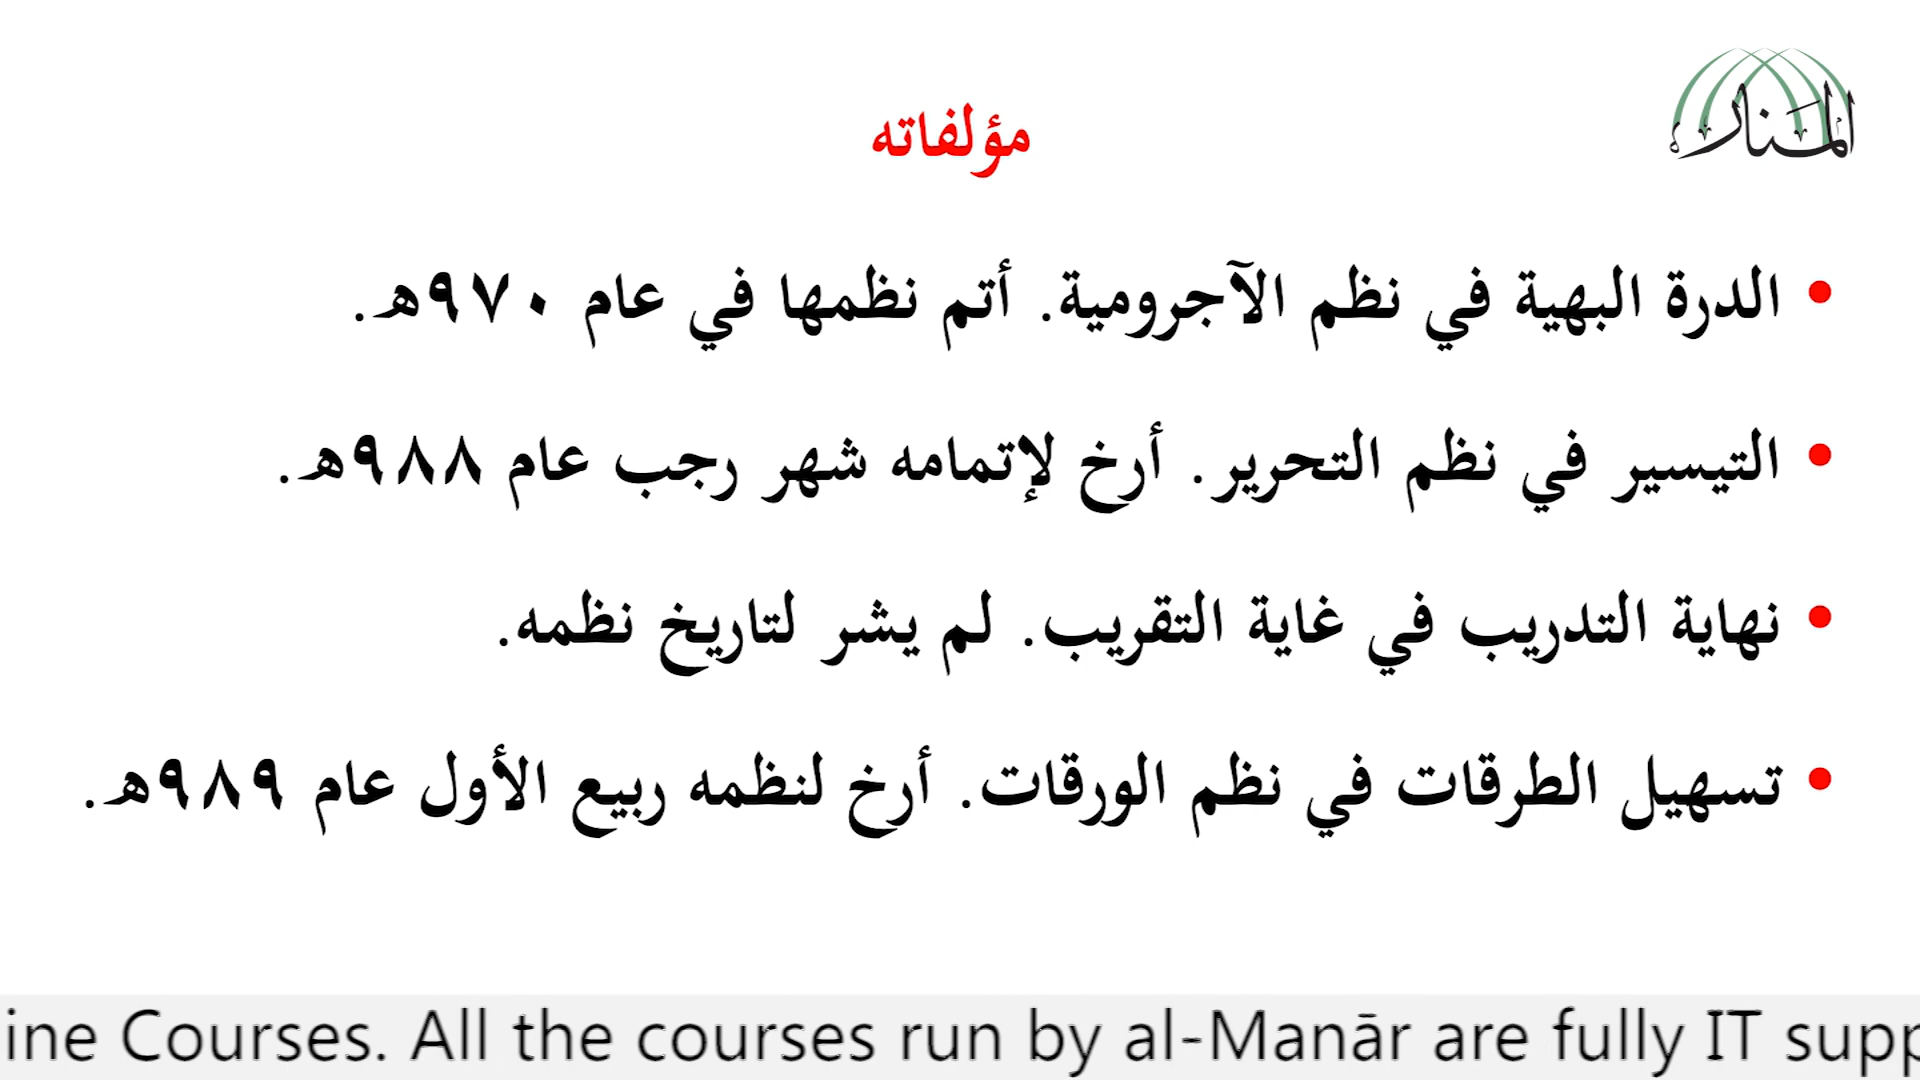 المنار
مؤلفاته
• الدرة البهية في نظم الآجرومية. أتم نظمها في عام ٩٧٠هـ.
• التيسير في نظم التحرير. أرخ لإتمامه شهر رجب عام ٩٨٨هـ.
• نهاية التدريب في غاية التقريب. لم يشر لتاريخ نظمه.
• تسهيل الطرقات في نظم الورقات. أرخ لنظمه ربيع الأول عام ٩٨٩هـ.
ine Courses. All the courses run by al-Manār are fully IT supp